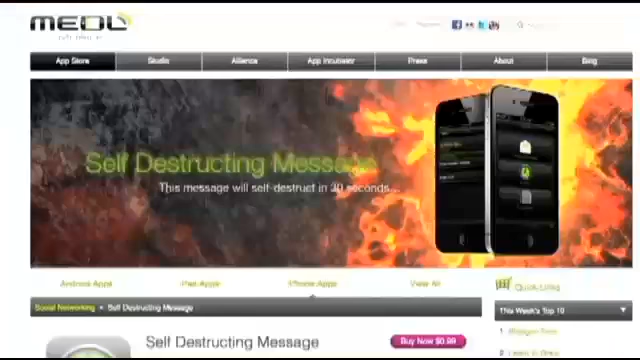 MEDL
App Store Studio Alliance App Incubator Press About Blog
Self Destructing Message
This message will self-destruct in 30 seconds...
Android Apps iPad Apps iPhone Apps View All
Quick Links
Social Networking » Self Destructing Message
This Week's Top 10
Self Destructing Message
Buy Now $0.99
1
2